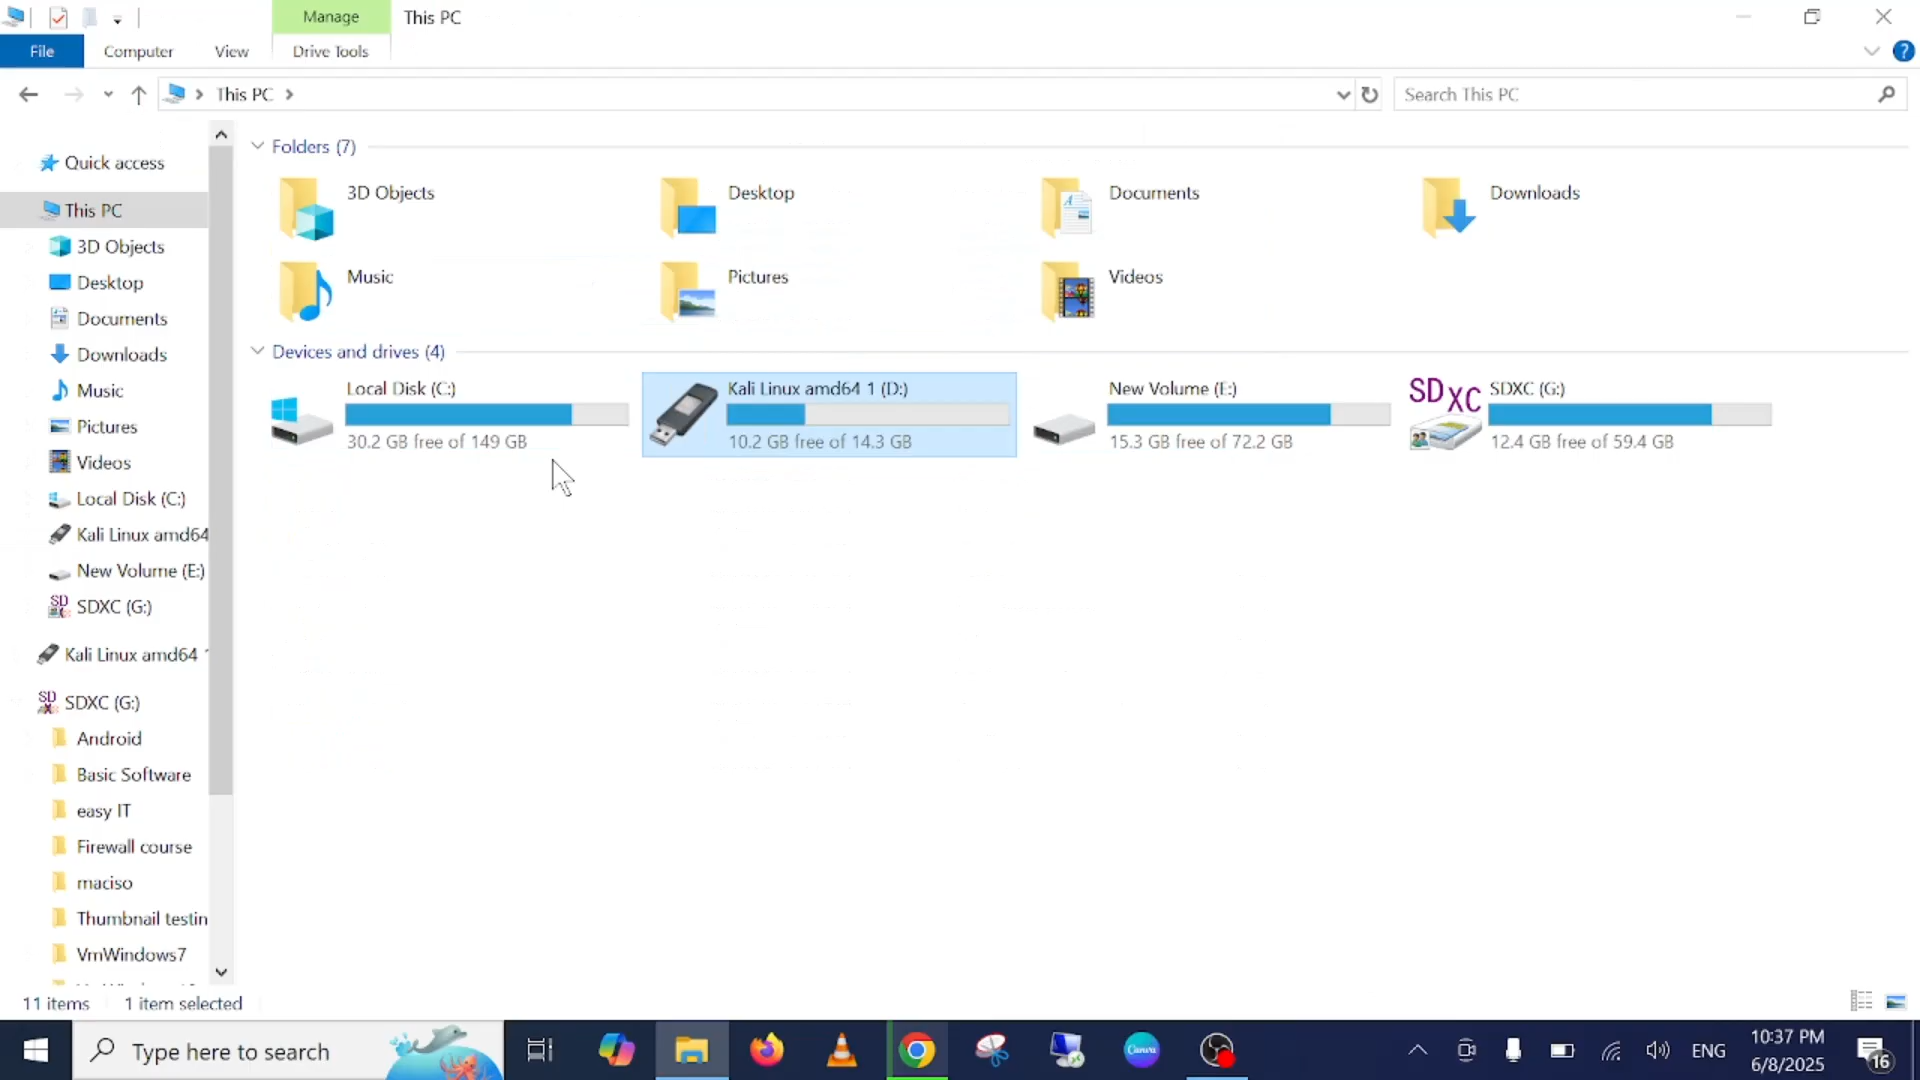 Manage
This PC
File
Computer
View
Drive Tools
?
This PC
Search This PC
Quick access
This PC
3D Objects
Desktop
Documents
Downloads
Music
Pictures
Videos
Local Disk (C:)
Kali Linux amd64
New Volume (E:)
SDXC (G:)
Kali Linux amd64
SDXC (G:)
Android
Basic Software
easy IT
Firewall course
maciso
Thumbnail testin
VmWindows7
Folders (7)
3D Objects
Desktop
Documents
Downloads
Music
Pictures
Videos
Devices and drives (4)
Local Disk (C:)
30.2 GB free of 149 GB
Kali Linux amd64 1 (D:)
10.2 GB free of 14.3 GB
New Volume (E:)
15.3 GB free of 72.2 GB
SDXC
SDXC (G:)
12.4 GB free of 59.4 GB
11 items
1 item selected
Type here to search
Canva
ENG
10:37 PM
6/8/2025
16